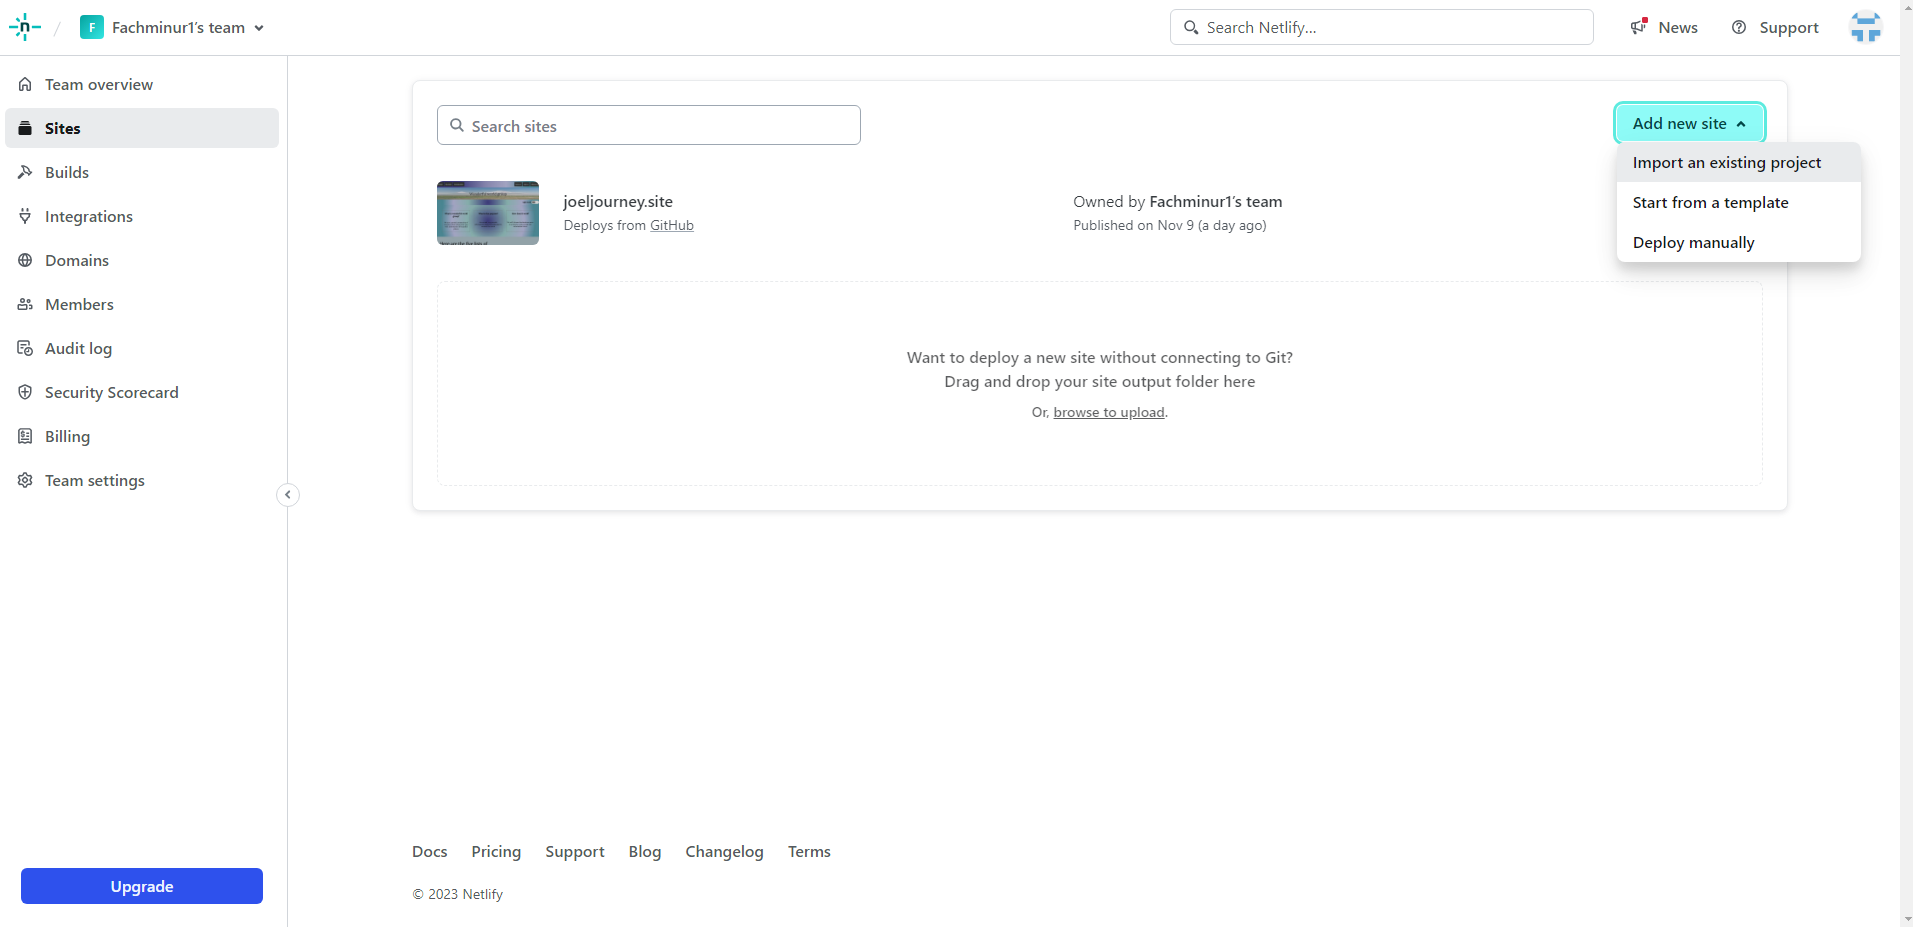 n / F Fachminur1's team
Search Netlify...
News
Support
Team overview
Sites
Builds
Integrations
Domains
Members
Audit log
Security Scorecard
Billing
Team settings
Upgrade
Search sites
Add new site
Import an existing project
Start from a template
Deploy manually
joeljourney.site
Deploys from GitHub
Owned by Fachminur1's team
Published on Nov 9 (a day ago)
Want to deploy a new site without connecting to Git?
Drag and drop your site output folder here
Or, browse to upload.
Docs Pricing Support Blog Changelog Terms
© 2023 Netlify